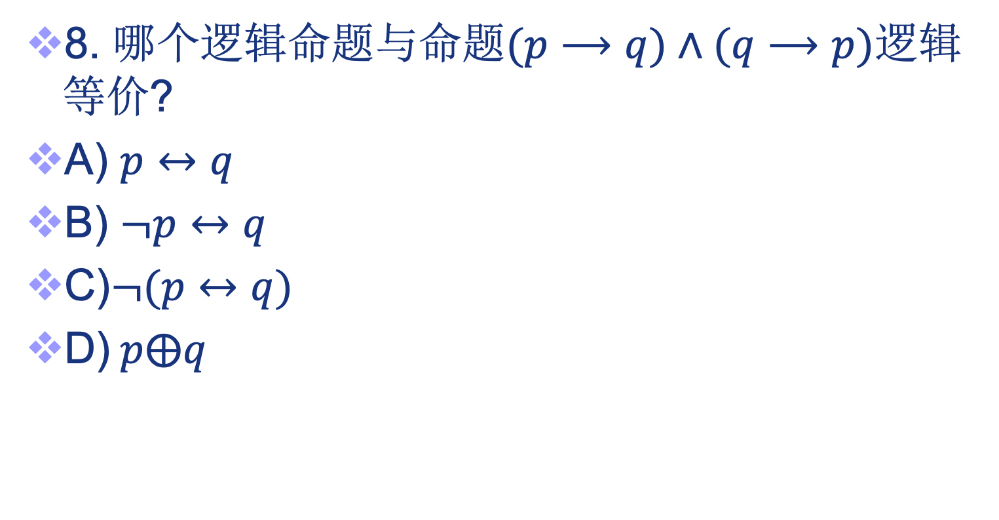 ❖8. 哪个逻辑命题与命题(p ⟶ q) ∧ (q ⟶ p)逻辑
等价?
❖A) p ↔ q
❖B) ¬p ↔ q
❖C)¬(p ↔ q)
❖D) p⊕q